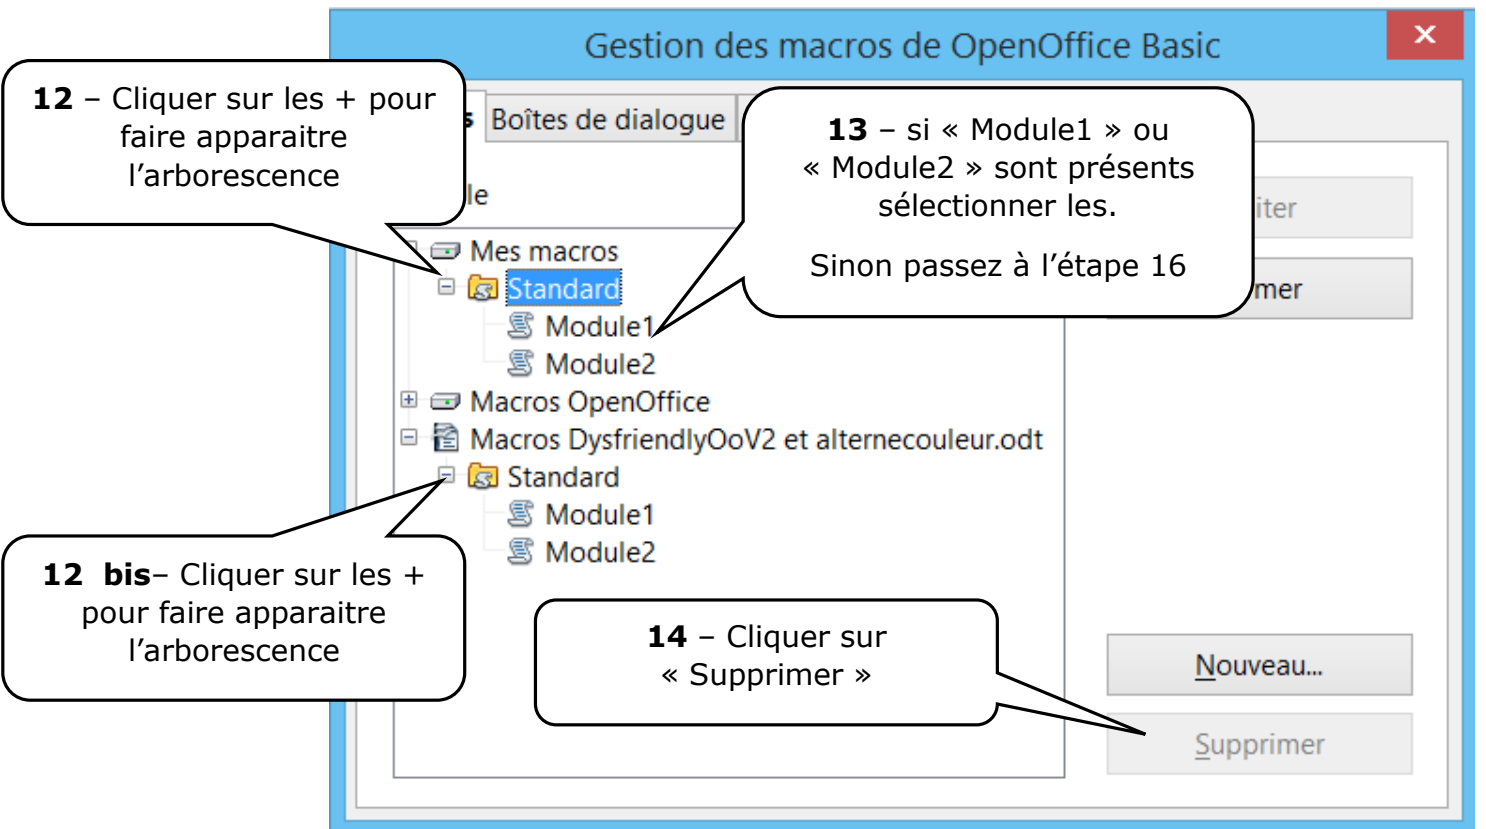 Gestion des macros de OpenOffice Basic
12 – Cliquer sur les + pour
faire apparaitre
l’arborescence
s
Boîtes de dialogue
13 – si « Module1 » ou
« Module2 » sont présents
sélectionner les.
Sinon passez à l’étape 16
le
iter
Mes macros
Standard
mer
Module1
Module2
Macros OpenOffice
Macros DysfriendlyOoV2 et alternecouleur.odt
Standard
Module1
Module2
12 bis– Cliquer sur les +
pour faire apparaitre
l’arborescence
14 – Cliquer sur
« Supprimer »
Nouveau...
Supprimer